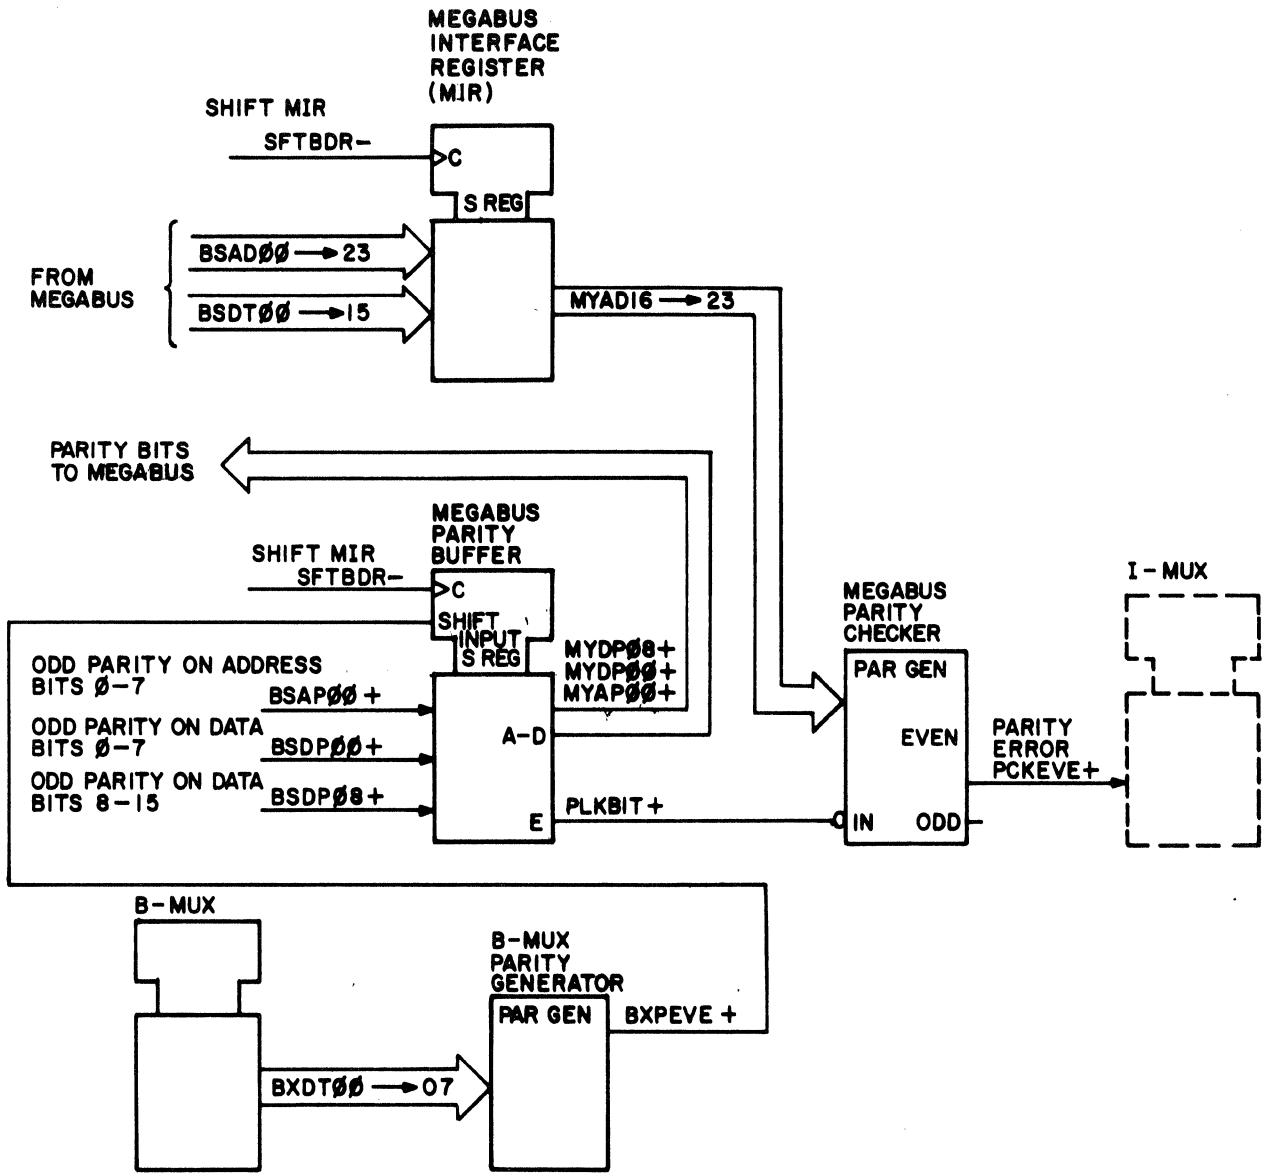 MEGABUS
INTERFACE
REGISTER
(MIR)
SHIFT MIR
SFTBDR-
C
S REG
FROM
MEGABUS
BSADØØ → 23
BSDTØØ → 15
MYAD16 → 23
PARITY BITS
TO MEGABUS
MEGABUS
PARITY
BUFFER
SHIFT MIR
SFTBDR-
C
SHIFT
INPUT
S REG
ODD PARITY ON ADDRESS
BITS Ø-7
BSAPØØ+
ODD PARITY ON DATA
BITS Ø-7
BSDPØØ+
ODD PARITY ON DATA
BITS 8-15
BSDPØ8+
MYDPØ8+
MYDPØØ+
MYAPØØ+
A-D
E
PLKBIT+
MEGABUS
PARITY
CHECKER
PAR GEN
EVEN
IN
ODD
PARITY
ERROR
PCKEVE+
I-MUX
B-MUX
BXDTØØ → 07
B-MUX
PARITY
GENERATOR
PAR GEN
BXPEVE +